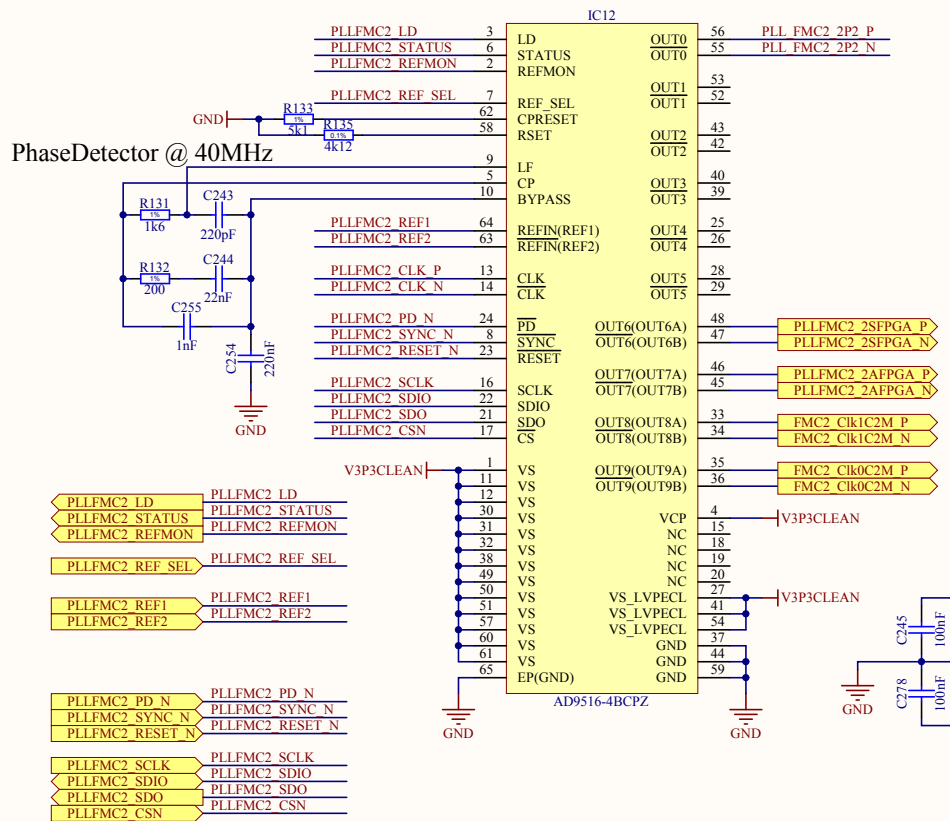 IC12
PLLFMC2_LD 3 LD OUT0 56 PLL_FMC2_2P2_P
PLLFMC2_STATUS 6 STATUS OUT0 55 PLL_FMC2_2P2_N
PLLFMC2_REFMON 2 REFMON
OUT1 53
PLLFMC2_REF_SEL 7 REF_SEL OUT1 52
GND R133 1% 5k1 62 CPRESET
R135 0.1% 4k12 58 RSET OUT2 43
OUT2 42
PhaseDetector @ 40MHz
9 LF
5 CP OUT3 40
10 BYPASS OUT3 39
R131 1% 1k6 C243 220pF
PLLFMC2_REF1 64 REFIN(REF1) OUT4 25
PLLFMC2_REF2 63 REFIN(REF2) OUT4 26
R132 1% 200 C244 22nF
PLLFMC2_CLK_P 13 CLK OUT5 28
PLLFMC2_CLK_N 14 CLK OUT5 29
C255 1nF
C254 220nF
GND
PLLFMC2_PD_N 24 PD OUT6(OUT6A) 48 PLLFMC2_2SFPGA_P
PLLFMC2_SYNC_N 8 SYNC OUT6(OUT6B) 47 PLLFMC2_2SFPGA_N
PLLFMC2_RESET_N 23 RESET
OUT7(OUT7A) 46 PLLFMC2_2AFPGA_P
PLLFMC2_SCLK 16 SCLK OUT7(OUT7B) 45 PLLFMC2_2AFPGA_N
PLLFMC2_SDIO 22 SDIO
PLLFMC2_SDO 21 SDO OUT8(OUT8A) 33 FMC2_Clk1C2M_P
PLLFMC2_CSN 17 CS OUT8(OUT8B) 34 FMC2_Clk1C2M_N
V3P3CLEAN 1 VS OUT9(OUT9A) 35 FMC2_Clk0C2M_P
11 VS OUT9(OUT9B) 36 FMC2_Clk0C2M_N
12 VS
30 VS VCP 4 V3P3CLEAN
31 VS NC 15
32 VS NC 18
38 VS NC 19
49 VS NC 20
50 VS VS_LVPECL 27 V3P3CLEAN
51 VS VS_LVPECL 41
57 VS VS_LVPECL 54
60 VS GND 37
61 VS GND 44
65 EP(GND) GND 59
GND
AD9516-4BCPZ
GND
PLLFMC2_LD PLLFMC2_LD
PLLFMC2_STATUS PLLFMC2_STATUS
PLLFMC2_REFMON PLLFMC2_REFMON
PLLFMC2_REF_SEL PLLFMC2_REF_SEL
PLLFMC2_REF1 PLLFMC2_REF1
PLLFMC2_REF2 PLLFMC2_REF2
PLLFMC2_PD_N PLLFMC2_PD_N
PLLFMC2_SYNC_N PLLFMC2_SYNC_N
PLLFMC2_RESET_N PLLFMC2_RESET_N
PLLFMC2_SCLK PLLFMC2_SCLK
PLLFMC2_SDIO PLLFMC2_SDIO
PLLFMC2_SDO PLLFMC2_SDO
PLLFMC2_CSN PLLFMC2_CSN
C245 100nF
C278 100nF
GND